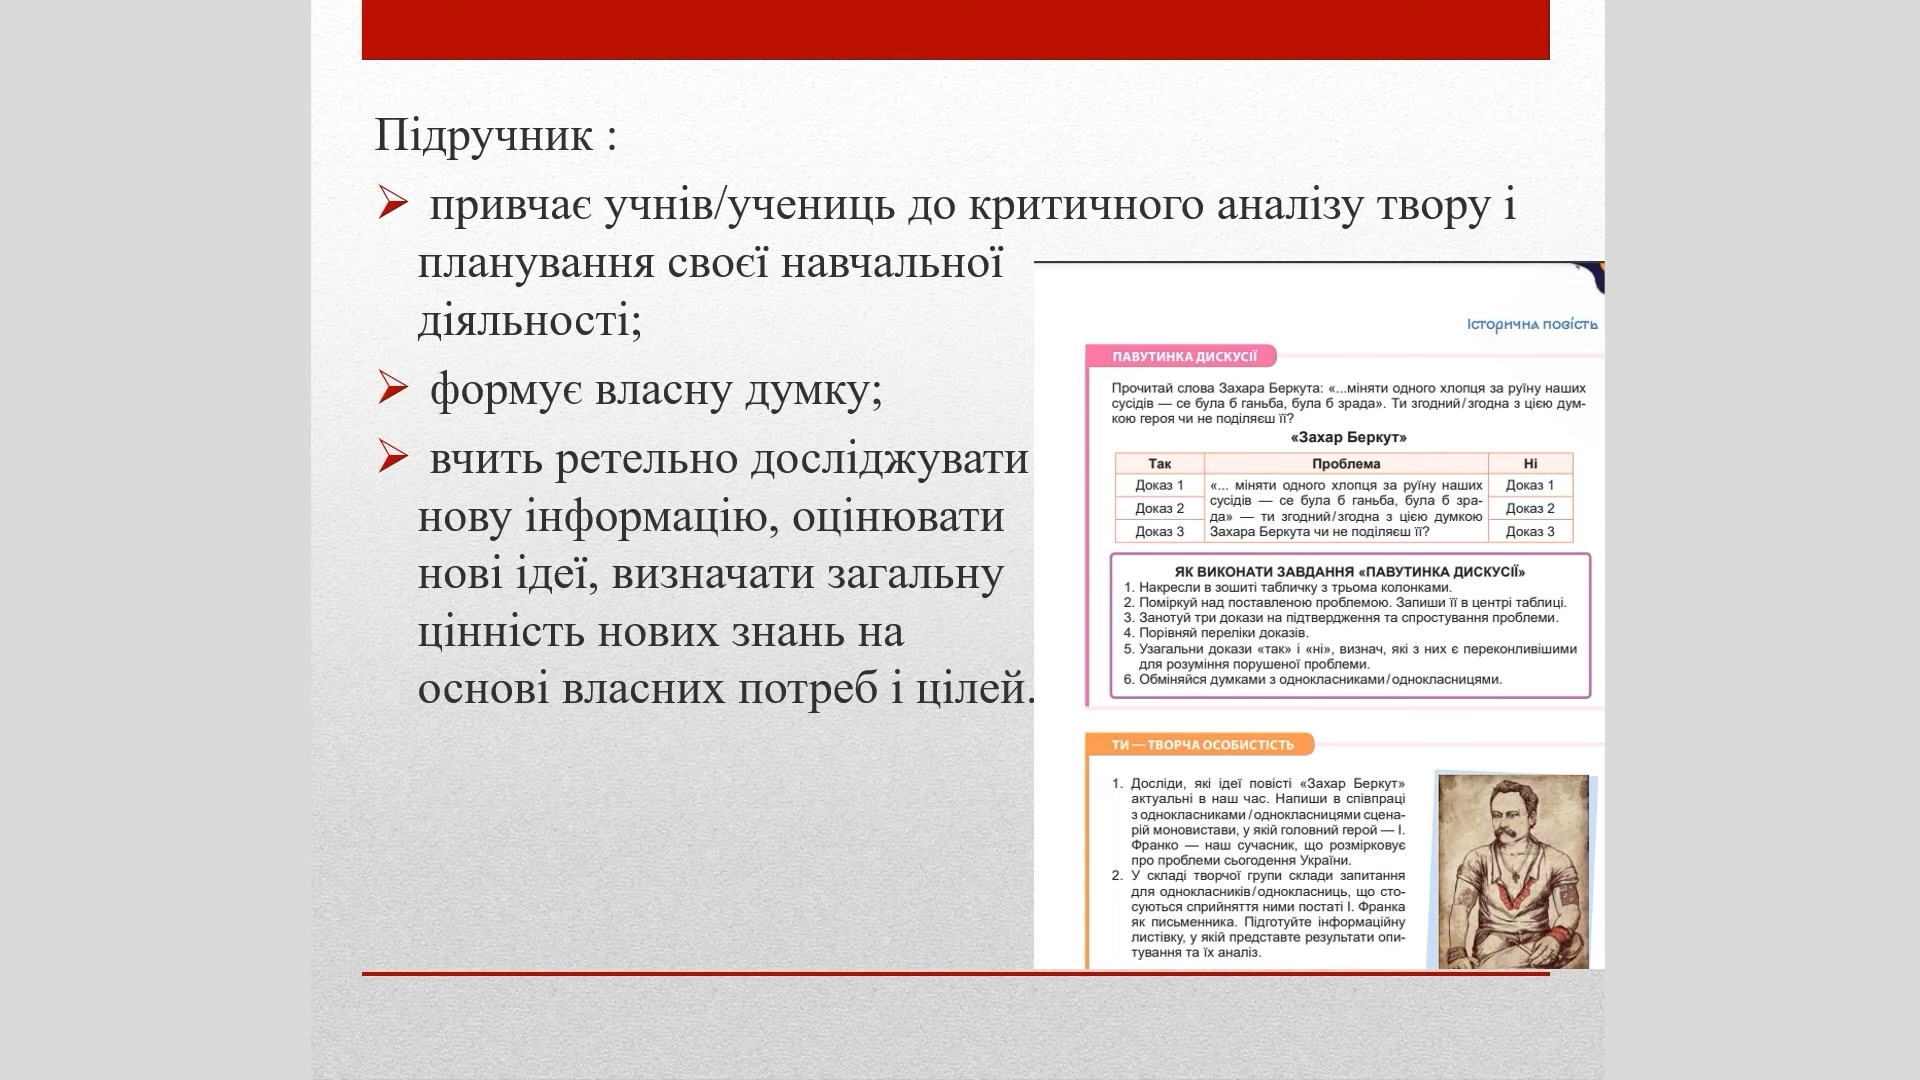 Підручник :
привчає учнів/учениць до критичного аналізу твору і
планування своєї навчальної
діяльності;
формує власну думку;
вчить ретельно досліджувати
нову інформацію, оцінювати
нові ідеї, визначати загальну
цінність нових знань на
основі власних потреб і цілей.
Історична повість
ПАВУТИНКА ДИСКУСІЇ
Прочитай слова Захара Беркута: «...міняти одного хлопця за руїну наших
сусідів — се була б ганьба, була б зрада». Ти згодний/згодна з цією дум-
кою героя чи не поділяєш її?
«Захар Беркут»
Так Проблема Ні
Доказ 1 «... міняти одного хлопця за руїну наших Доказ 1
сусідів — се була б ганьба, була б зра-
Доказ 2 да» — ти згодний/згодна з цією думкою Доказ 2
Доказ 3 Захара Беркута чи не поділяєш її? Доказ 3
ЯК ВИКОНАТИ ЗАВДАННЯ «ПАВУТИНКА ДИСКУСІЇ»
1. Накресли в зошиті табличку з трьома колонками.
2. Поміркуй над поставленою проблемою. Запиши її в центрі таблиці.
3. Занотуй три докази на підтвердження та спростування проблеми.
4. Порівняй переліки доказів.
5. Узагальни докази «так» і «ні», визнач, які з них є переконливішими
для розуміння порушеної проблеми.
6. Обміняйся думками з однокласниками/однокласницями.
ТИ — ТВОРЧА ОСОБИСТІСТЬ
1. Досліди, які ідеї повісті «Захар Беркут»
актуальні в наш час. Напиши в співпраці
з однокласниками/однокласницями сцена-
рій моновистави, у якій головний герой — І.
Франко — наш сучасник, що розмірковує
про проблеми сьогодення України.
2. У складі творчої групи склади запитання
для однокласників/однокласниць, що сто-
суються сприйняття ними постаті І. Франка
як письменника. Підготуйте інформаційну
листівку, у якій представте результати опи-
тування та їх аналіз.